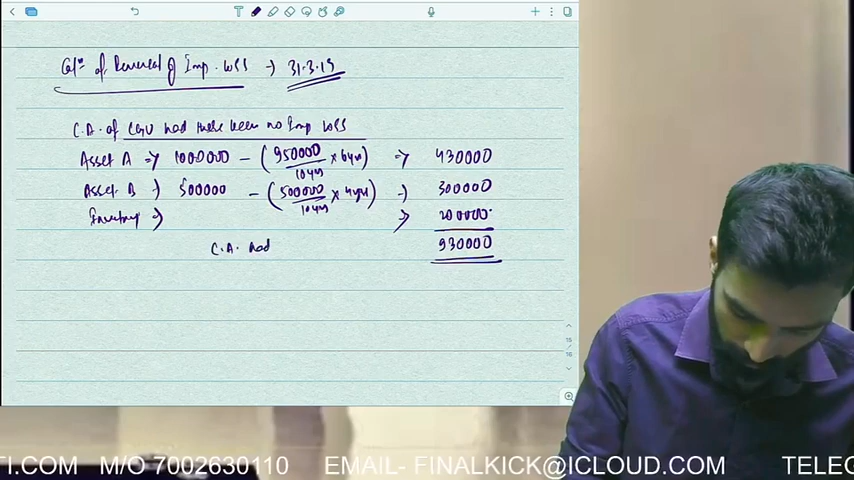 Calⁿ of Reversal of Imp. Loss → 31.3.19
C.A. of CGU had there been no Imp Loss
Asset A => 1000000 - (950000/10yrs x 6yrs) => 430000
Asset B → 500000 - (500000/10yrs x 4yrs) → 300000
Inventory => => 200000
C.A. had 930000
TI.COM M/O 7002630110 EMAIL- FINALKICK@ICLOUD.COM TELEG